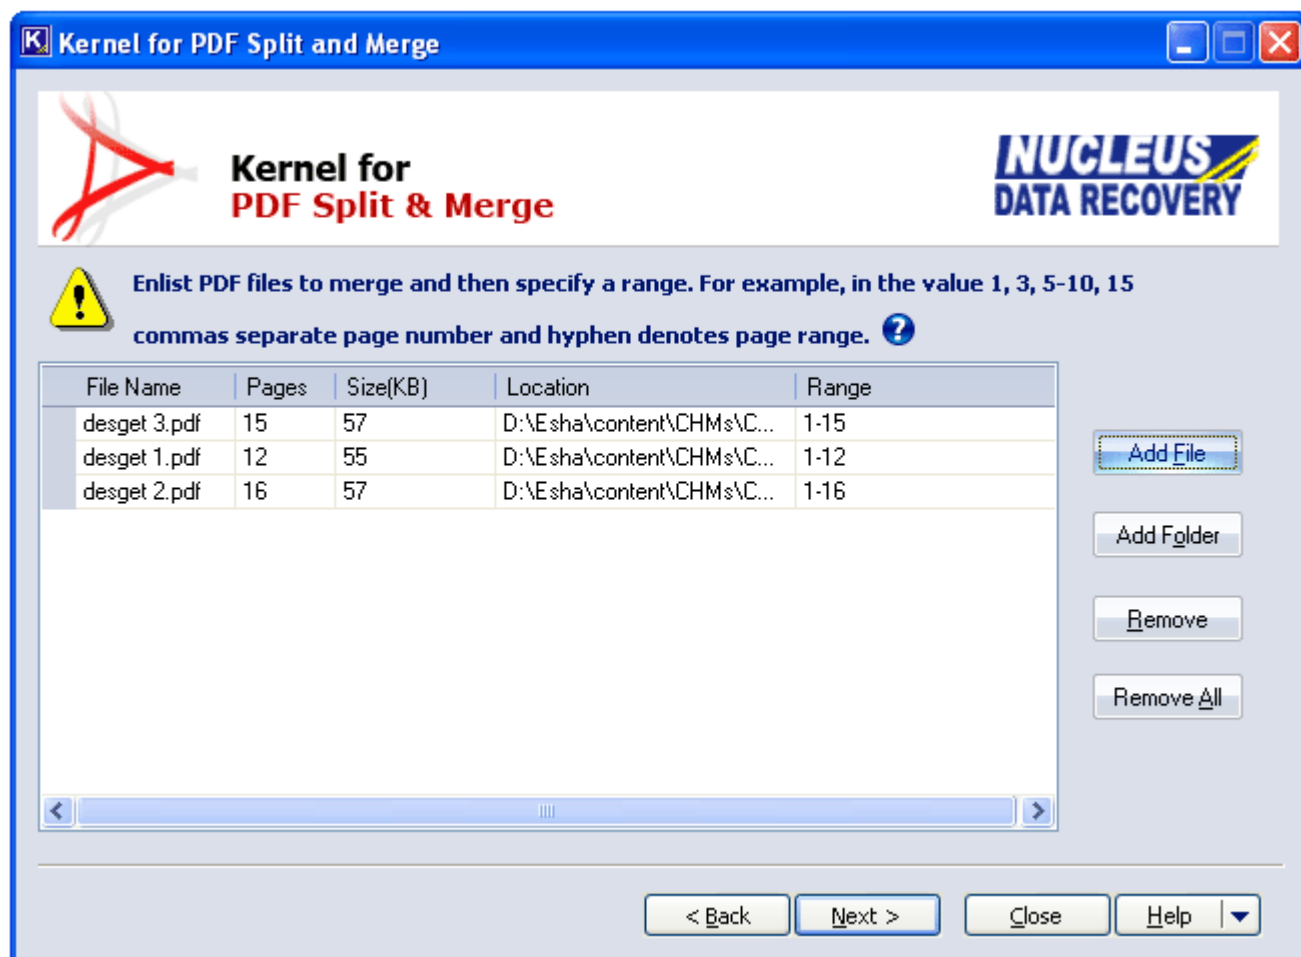 Kernel for PDF Split and Merge
Kernel for
PDF Split & Merge
NUCLEUS
DATA RECOVERY
Enlist PDF files to merge and then specify a range. For example, in the value 1, 3, 5-10, 15
commas separate page number and hyphen denotes page range.
File Name Pages Size(KB) Location Range
desget 3.pdf 15 57 D:\Esha\content\CHMs\C... 1-15
desget 1.pdf 12 55 D:\Esha\content\CHMs\C... 1-12
desget 2.pdf 16 57 D:\Esha\content\CHMs\C... 1-16
Add File
Add Folder
Remove
Remove All
< Back Next > Close Help